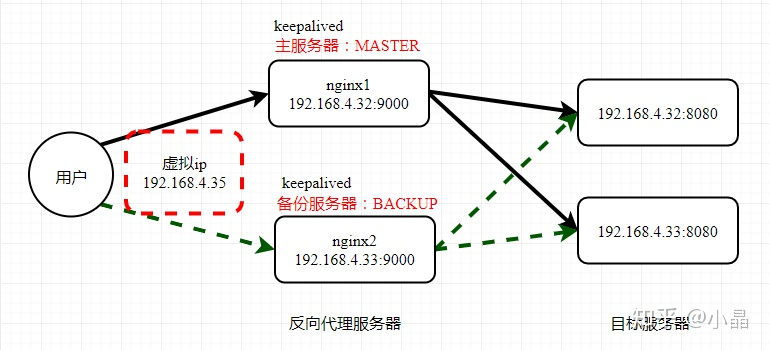 keepalived
主服务器：MASTER
nginx1
192.168.4.32:9000
192.168.4.32:8080
用户
虚拟ip
192.168.4.35
keepalived
备份服务器：BACKUP
nginx2
192.168.4.33:9000
192.168.4.33:8080
反向代理服务器
目标服务器
知乎 @小晶